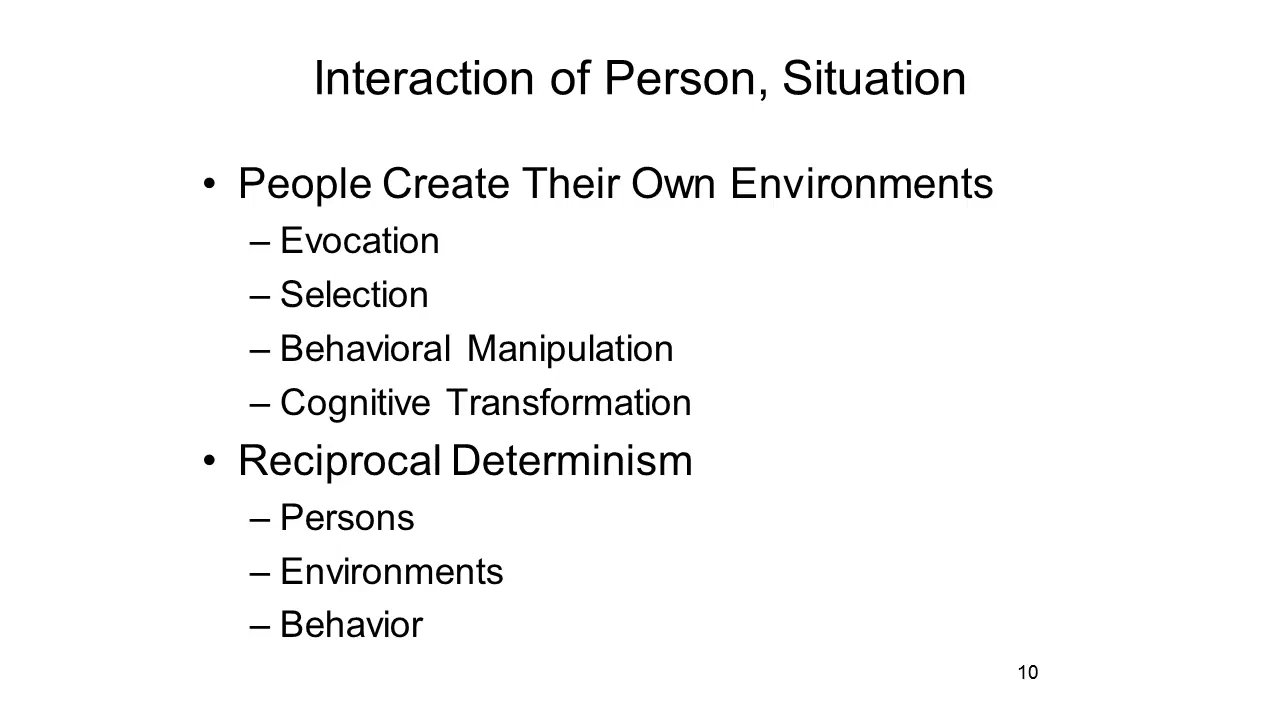 Interaction of Person, Situation
• People Create Their Own Environments
– Evocation
– Selection
– Behavioral Manipulation
– Cognitive Transformation
• Reciprocal Determinism
– Persons
– Environments
– Behavior
10